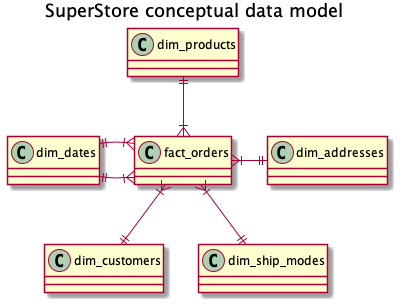 SuperStore conceptual data model
C dim_products
C dim_dates
C fact_orders
C dim_addresses
C dim_customers
C dim_ship_modes